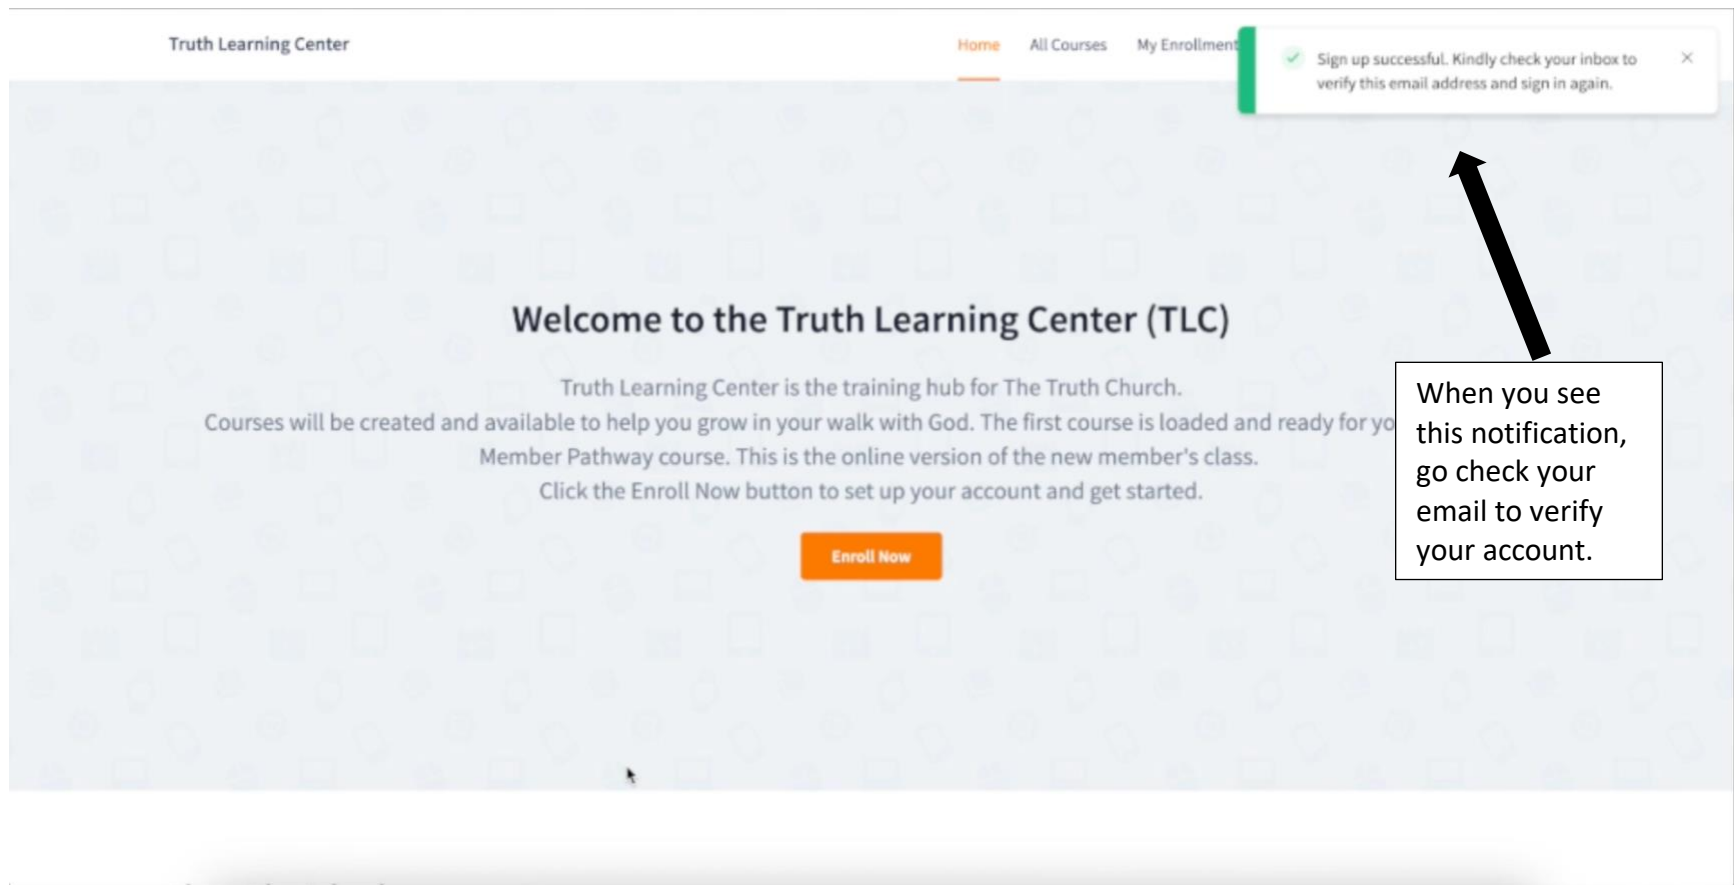 Truth Learning Center
Home All Courses My Enrollment
Sign up successful. Kindly check your inbox to
verify this email address and sign in again.
Welcome to the Truth Learning Center (TLC)
Truth Learning Center is the training hub for The Truth Church.
Courses will be created and available to help you grow in your walk with God. The first course is loaded and ready for yo
Member Pathway course. This is the online version of the new member's class.
Click the Enroll Now button to set up your account and get started.
Enroll Now
When you see
this notification,
go check your
email to verify
your account.